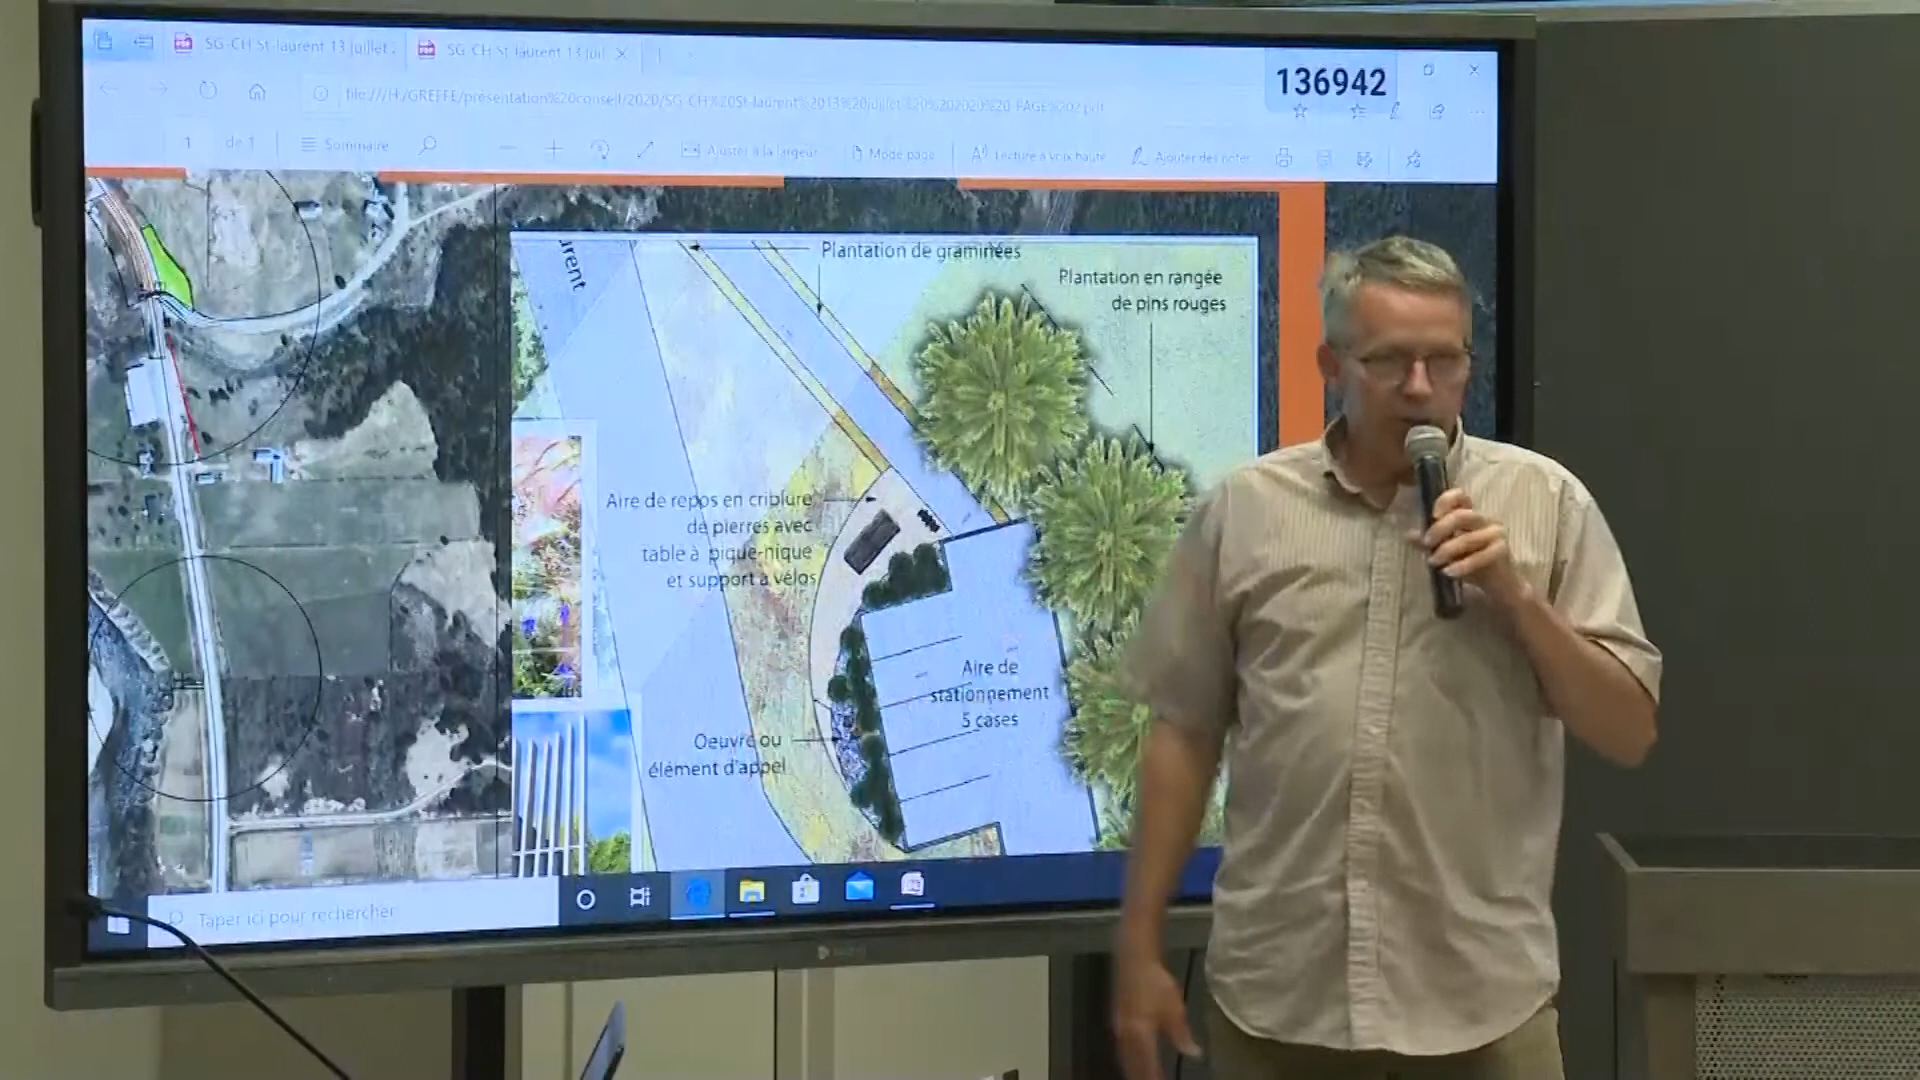 SG-CH St-laurent 13 juillet
SG-CH St-laurent 13 juil
136942
1 de 1
Sommaire
Ajuster à la largeur
Mode page
Lecture à voix haute
Ajouter des notes
urent
Plantation de graminées
Plantation en rangée
de pins rouges
Aire de repos en criblure
de pierres avec
table à pique-nique
et support à vélos
Aire de
stationnement
5 cases
Oeuvre ou
élément d'appel
Taper ici pour rechercher